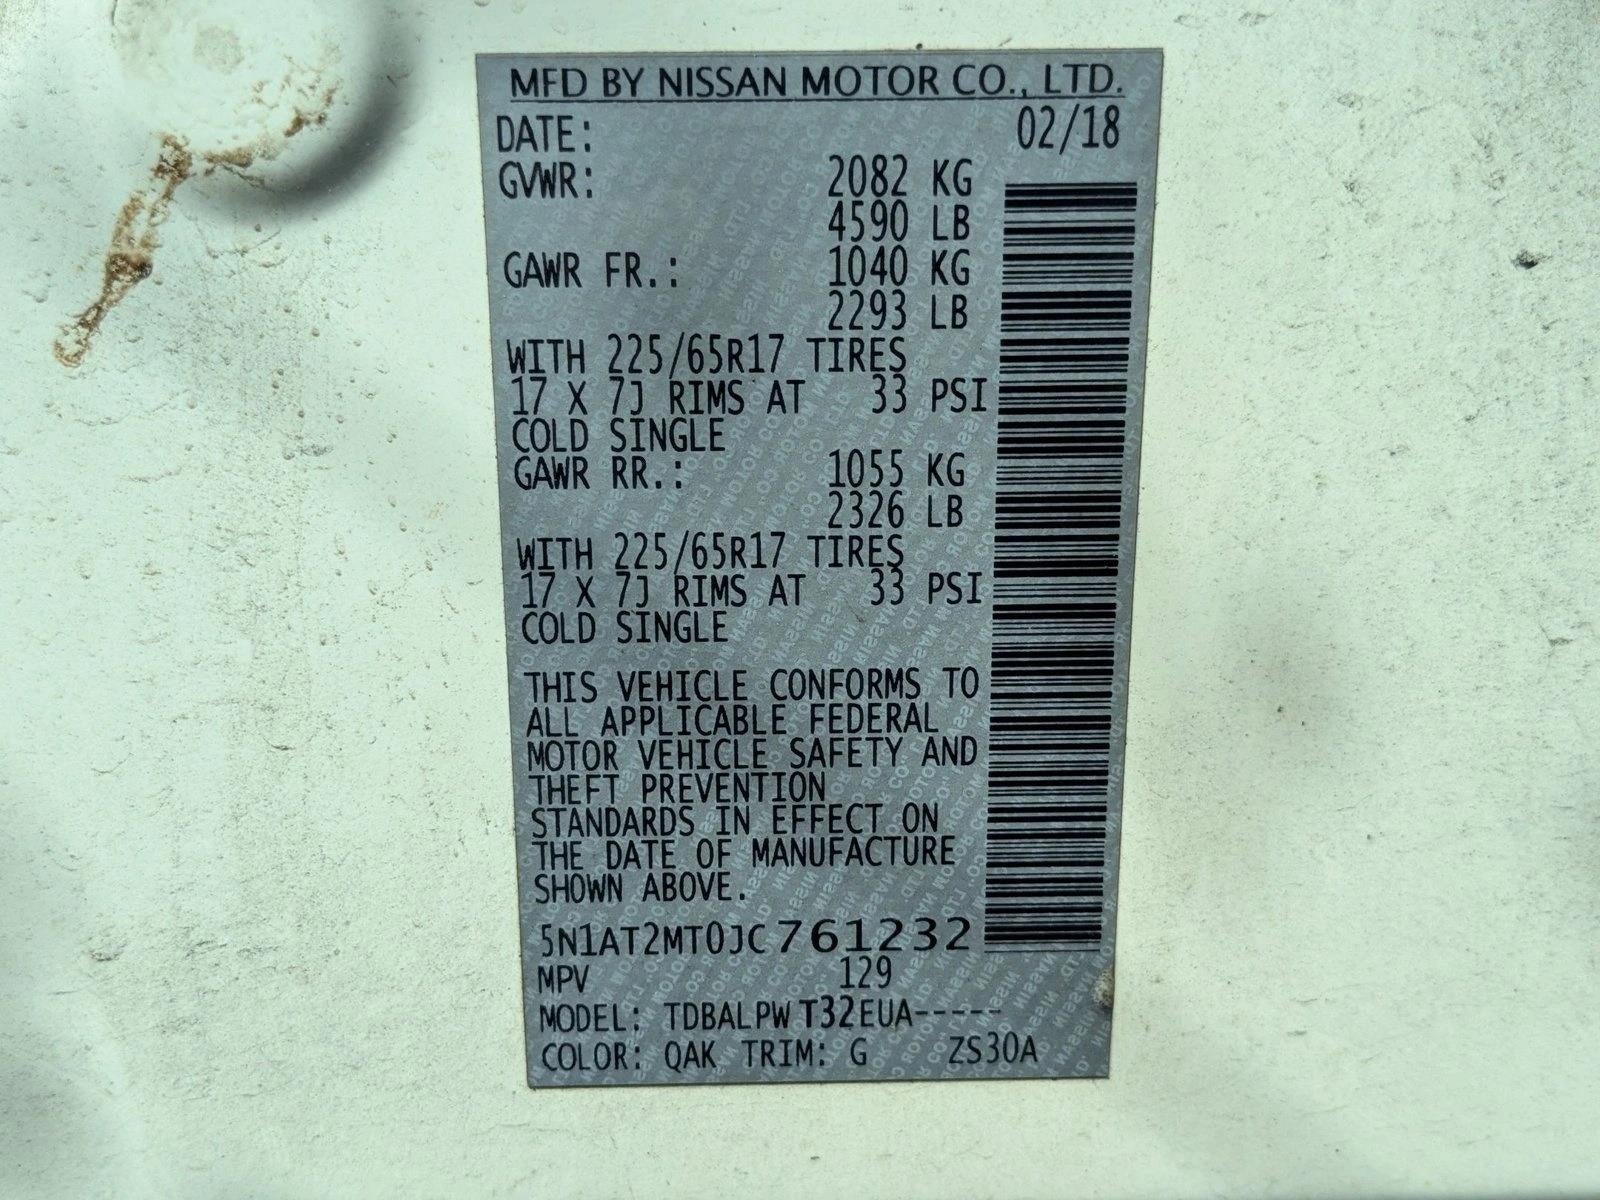 MFD BY NISSAN MOTOR CO., LTD.
DATE: 02/18
GVWR: 2082 KG
4590 LB
GAWR FR.: 1040 KG
2293 LB
WITH 225/65R17 TIRES
17 X 7J RIMS AT 33 PSI
COLD SINGLE
GAWR RR.: 1055 KG
2326 LB
WITH 225/65R17 TIRES
17 X 7J RIMS AT 33 PSI
COLD SINGLE
THIS VEHICLE CONFORMS TO
ALL APPLICABLE FEDERAL
MOTOR VEHICLE SAFETY AND
THEFT PREVENTION
STANDARDS IN EFFECT ON
THE DATE OF MANUFACTURE
SHOWN ABOVE.
5N1AT2MT0JC761232
MPV 129
MODEL: TDBALPWT32EUA-----
COLOR: QAK TRIM: G ZS30A